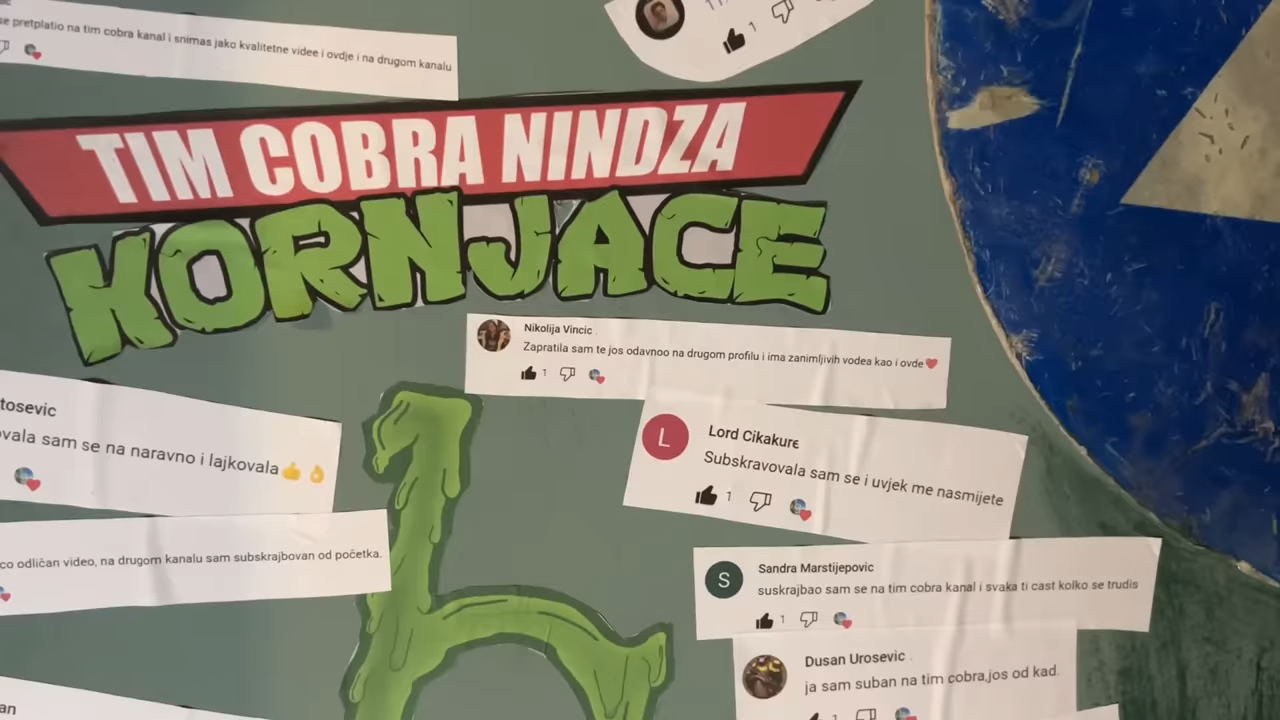 se pretplatio na tim cobra kanal i snimas jako kvalitetne videe i ovdje i na drugom kanalu
1
TIM COBRA NINDZA
KORNJACE
Nikolija Vincic
Zapratila sam te jos odavnoo na drugom profilu i ima zanimljivih vodea kao i ovde❤️
1
tosevic
vala sam se na naravno i lajkovala👍👌
L
Lord Cikakure
Subskravovala sam se i uvjek me nasmijete
1
co odličan video, na drugom kanalu sam subskrajbovan od početka.
S
Sandra Marstijepovic
suskrajbao sam se na tim cobra kanal i svaka ti cast kolko se trudis
1
Dusan Urosevic
ja sam suban na tim cobra,jos od kad.
an